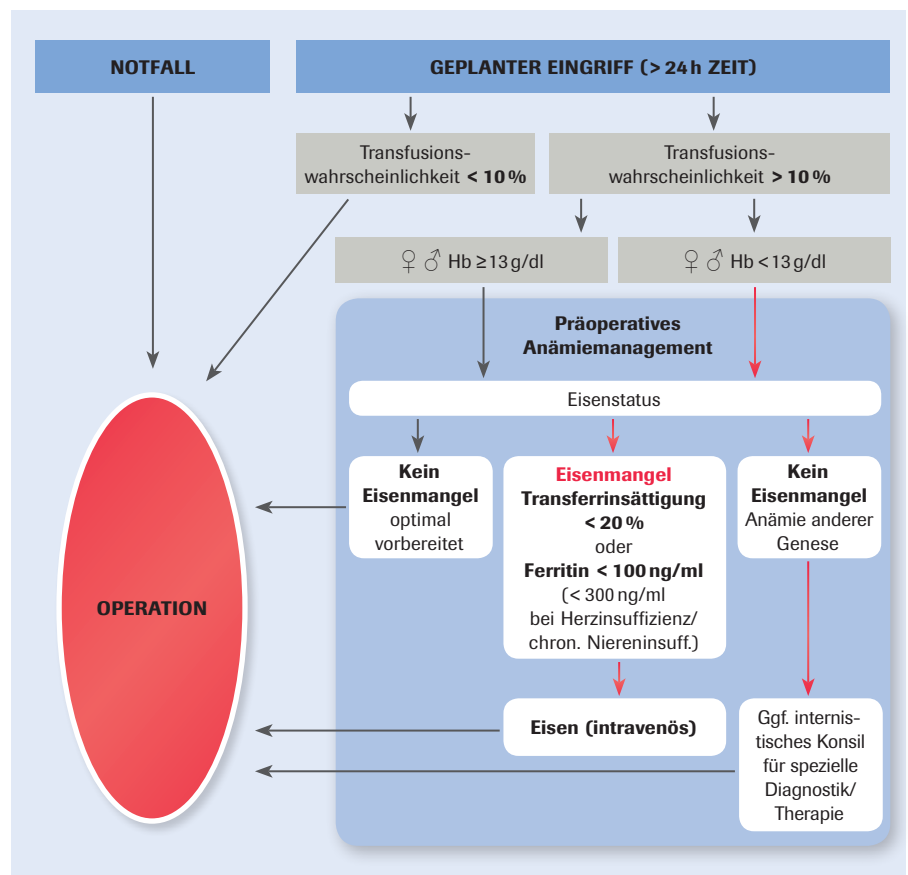 NOTFALL
GEPLANTER EINGRIFF (> 24 h ZEIT)
Transfusions-
wahrscheinlichkeit < 10 %
Transfusions-
wahrscheinlichkeit > 10 %
♀ ♂ Hb ≥ 13 g/dl
♀ ♂ Hb < 13 g/dl
Präoperatives
Anämiemanagement
Eisenstatus
Kein
Eisenmangel
optimal
vorbereitet
Eisenmangel
Transferrinsättigung
< 20 %
oder
Ferritin < 100 ng/ml
(< 300 ng/ml
bei Herzinsuffizienz/
chron. Niereninsuff.)
Kein
Eisenmangel
Anämie anderer
Genese
OPERATION
Eisen (intravenös)
Ggf. internis-
tisches Konsil
für spezielle
Diagnostik/
Therapie